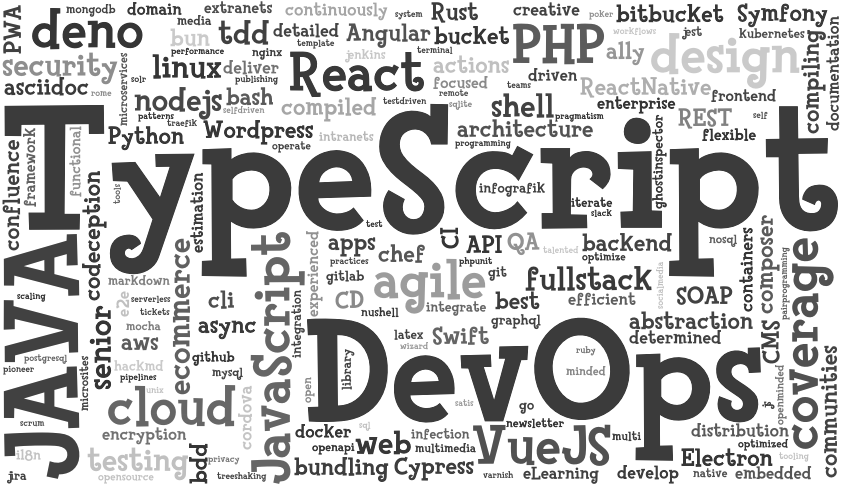 PWA
mongodb
domain
extranets
continuously
system
Rust
creative
poker
bitbucket
Symfony
deno
media
bun
tdd
detailed
template
Angular
bucket
PHP
workflows
jest
kubernetes
ally
design
documentation
compiling
security
microservices
performance
nginx
jenkins
terminal
linux
deliver
publishing
React
actions
focused
remote
driven
teams
ReactNative
asciidoc
rome
solr
nodejs
bash
selfdriven
compiled
testdriven
sqlite
shell
pragmatism
enterprise
frontend
patterns
traefik
REST
self
flexible
Python
Wordpress
operate
intranets
architecture
programming
confluence
framework
functional
TypeScript
ghostinspector
infografik
iterate
slack
tools
estimation
test
codeception
JAVA
experienced
apps
practices
chef
CI
API
phpunit
QA
talented
backend
optimize
nosql
containers
composer
pairprogramming
coverage
markdown
ecommerce
JavaScript
gitlab
agile
git
fullstack
socialmedia
SOAP
scaling
e2e
serverless
tickets
cli
integration
CD
nushell
integrate
best
efficient
graphql
abstraction
senior
mocha
async
DevOps
latex
wizard
Swift
determined
CMS
aws
postgresql
pioneer
microsites
hackmd
pipelines
github
mysql
library
open
ruby
minded
unix
cloud
cordova
satis
go
js
openminded
communities
scrum
encryption
docker
sql
infection
newsletter
multi
distribution
optimized
i18n
jra
testing
opensource
bdd
privacy
treeshaking
openapi
web
multimedia
VueJS
Electron
tooling
bundling
Cypress
varnish
eLearning
develop
native
embedded